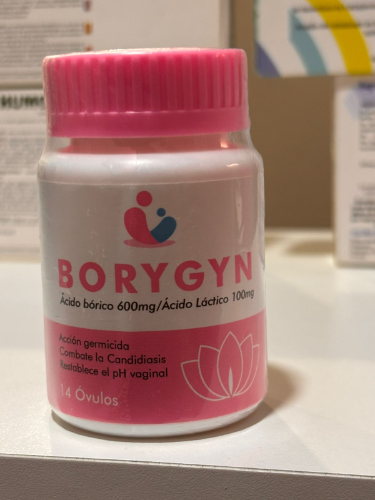 BORYGYN
Ácido bórico 600mg/Ácido Láctico 100mg
Acción germicida
Combate la Candidiasis
Restablece el pH vaginal
14 Óvulos